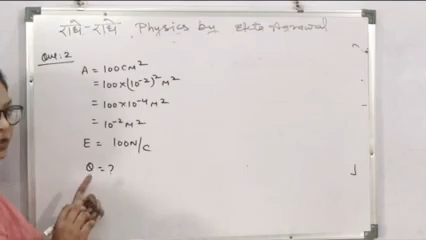 राधे-राधे Physics by Ekta Agrawal
Que: 2
A = 100cm²
= 100×(10⁻²)² M²
= 100×10⁻⁴ M²
= 10⁻² M²
E = 100N/C
Q = ?